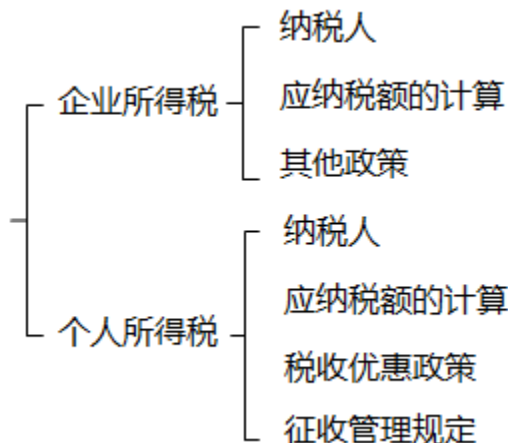 企业所得税
纳税人
应纳税额的计算
其他政策
个人所得税
纳税人
应纳税额的计算
税收优惠政策
征收管理规定